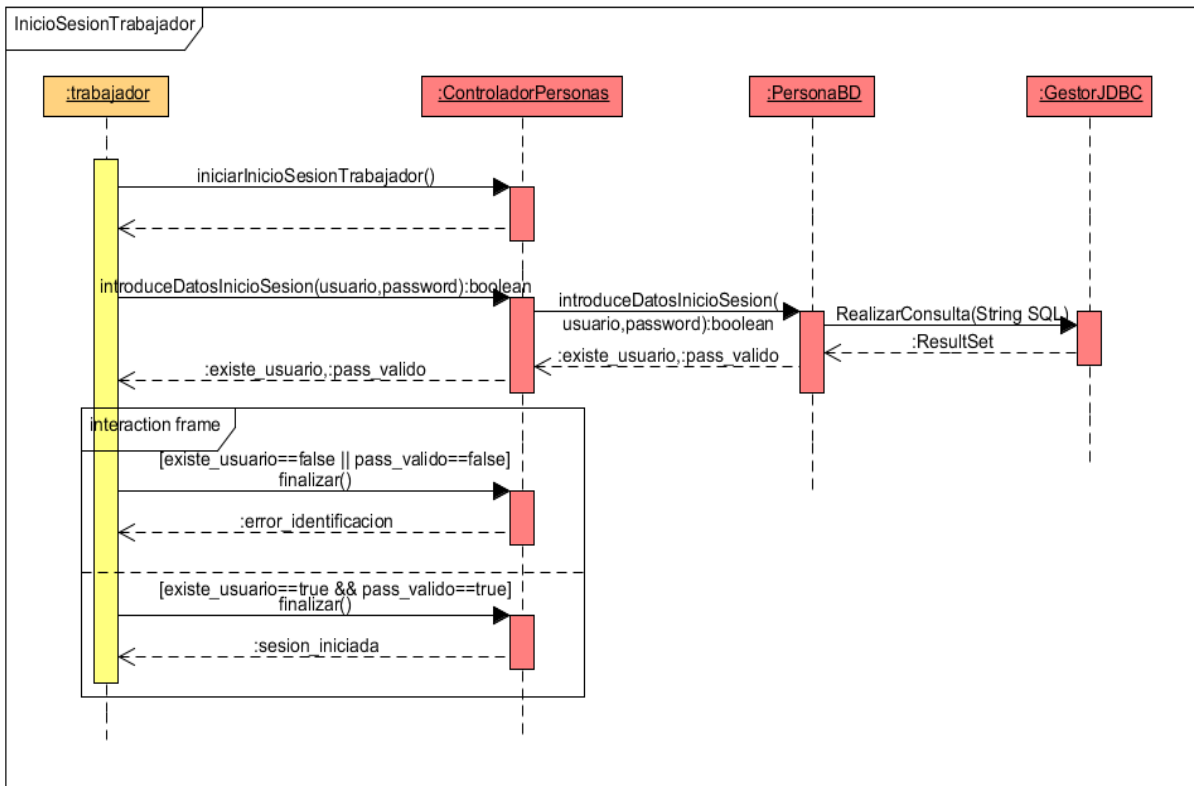 InicioSesionTrabajador
:trabajador
:ControladorPersonas
:PersonaBD
:GestorJDBC
iniciarInicioSesionTrabajador()
introduceDatosInicioSesion(usuario,password):boolean
introduceDatosInicioSesion(
usuario,password):boolean
RealizarConsulta(String SQL)
:ResultSet
:existe_usuario,:pass_valido
:existe_usuario,:pass_valido
interaction frame
[existe_usuario==false || pass_valido==false]
finalizar()
:error_identificacion
[existe_usuario==true && pass_valido==true]
finalizar()
:sesion_iniciada